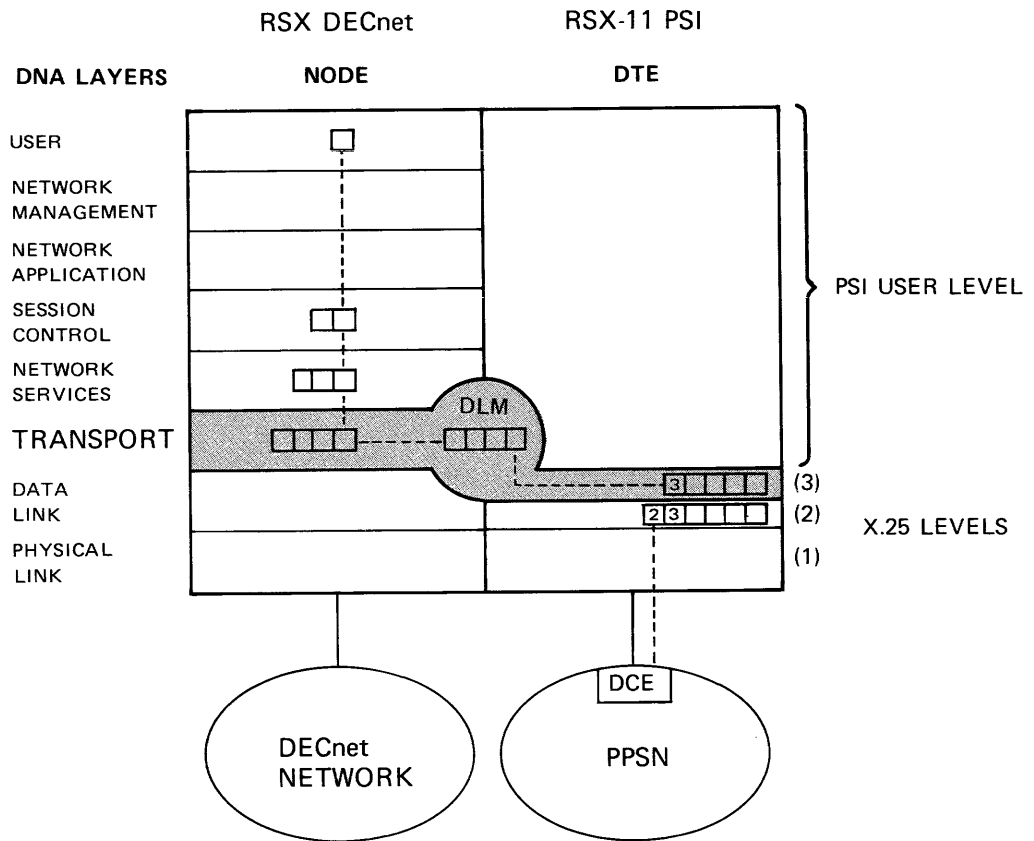 RSX DECnet
RSX-11 PSI
DNA LAYERS
NODE
DTE
USER
NETWORK
MANAGEMENT
NETWORK
APPLICATION
PSI USER LEVEL
SESSION
CONTROL
NETWORK
SERVICES
DLM
TRANSPORT
DATA
LINK
3
(3)
2 3
(2)
X.25 LEVELS
PHYSICAL
LINK
(1)
DCE
DECnet
NETWORK
PPSN